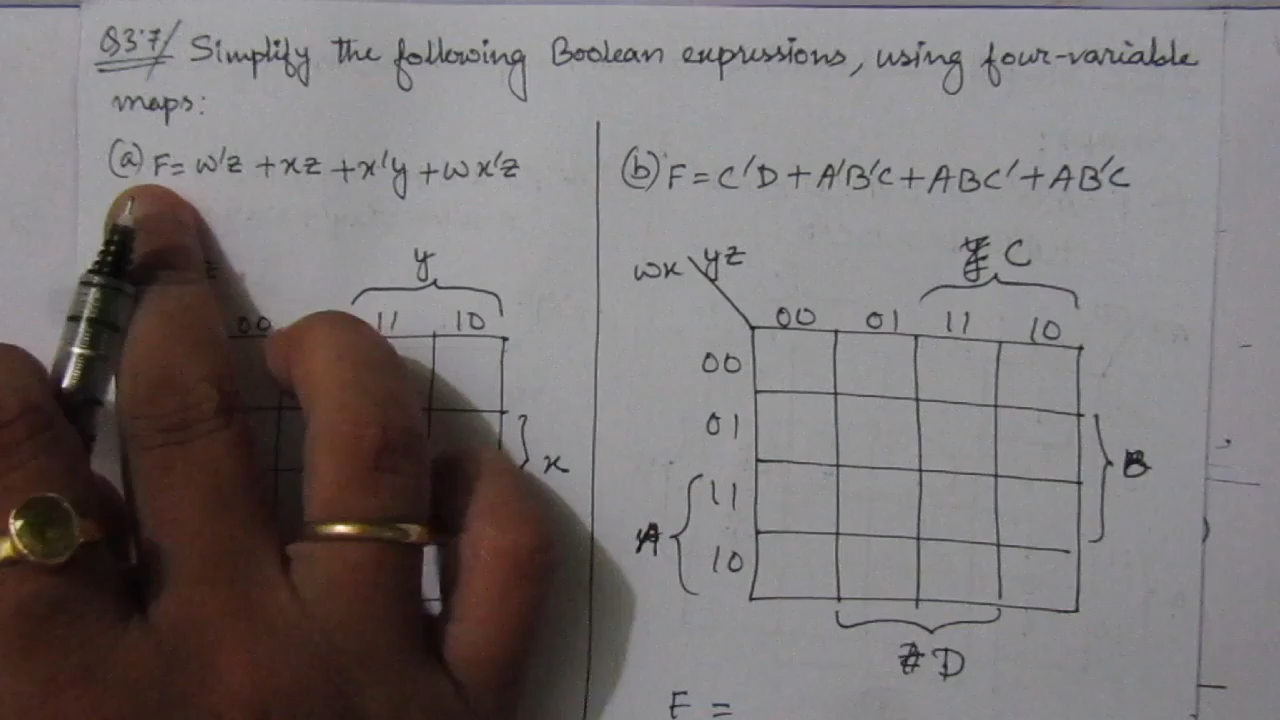 Q3.7/ Simplify the following Boolean expressions, using four-variable
maps:
(a) F = w'z + xz + x'y + wx'z
y
00 11 10
x
(b) F = C'D + A'B'C + ABC' + AB'C
wx yz
C
00 01 11 10
00
01
11
10
A
B
D
F =